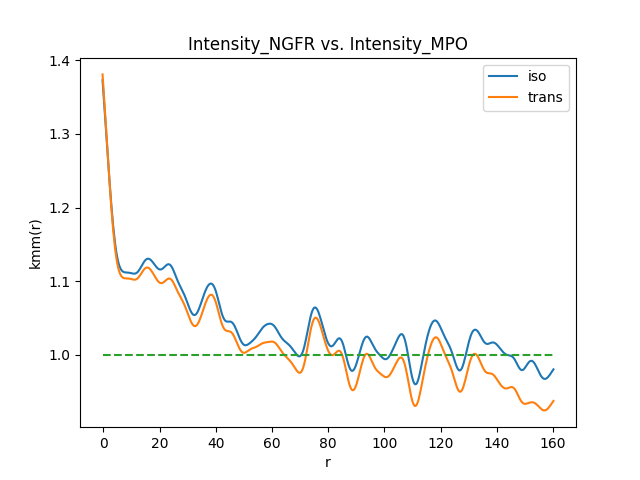 Intensity_NGFR vs. Intensity_MPO
iso
trans
kmm(r)
1.4
1.3
1.2
1.1
1.0
0 20 40 60 80 100 120 140 160
r